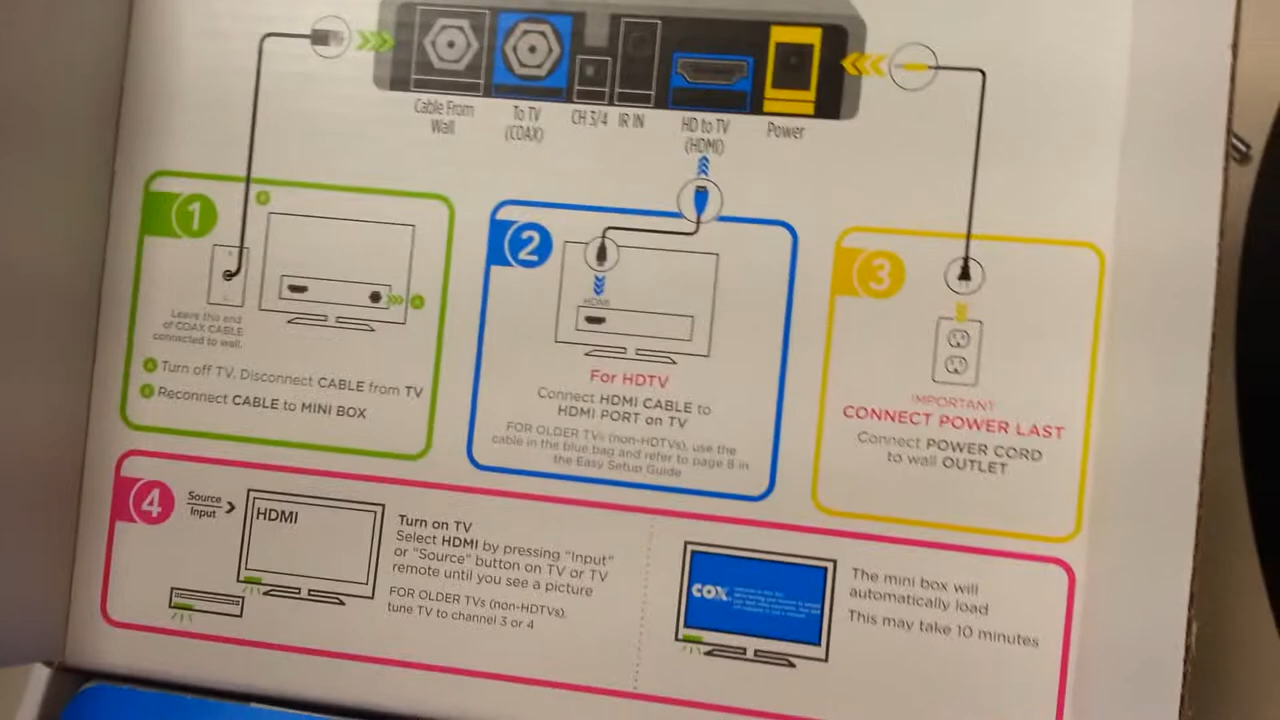 Cable From
Wall
To TV
(COAX)
CH 3/4
IR IN
HD to TV
(HDMI)
Power
1
B
A
Leave this end
of COAX CABLE
connected to wall.
A Turn off TV, Disconnect CABLE from TV
B Reconnect CABLE to MINI BOX
2
HDMI
For HDTV
Connect HDMI CABLE to
HDMI PORT on TV
FOR OLDER TVs (non-HDTVs), use the
cable in the blue bag and refer to page 8 in
the Easy Setup Guide
3
IMPORTANT
CONNECT POWER LAST
Connect POWER CORD
to wall OUTLET
4
Source
Input
HDMI
Turn on TV
Select HDMI by pressing "Input"
or "Source" button on TV or TV
remote until you see a picture
FOR OLDER TVs (non-HDTVs),
tune TV to channel 3 or 4
COX
The mini box will
automatically load
This may take 10 minutes